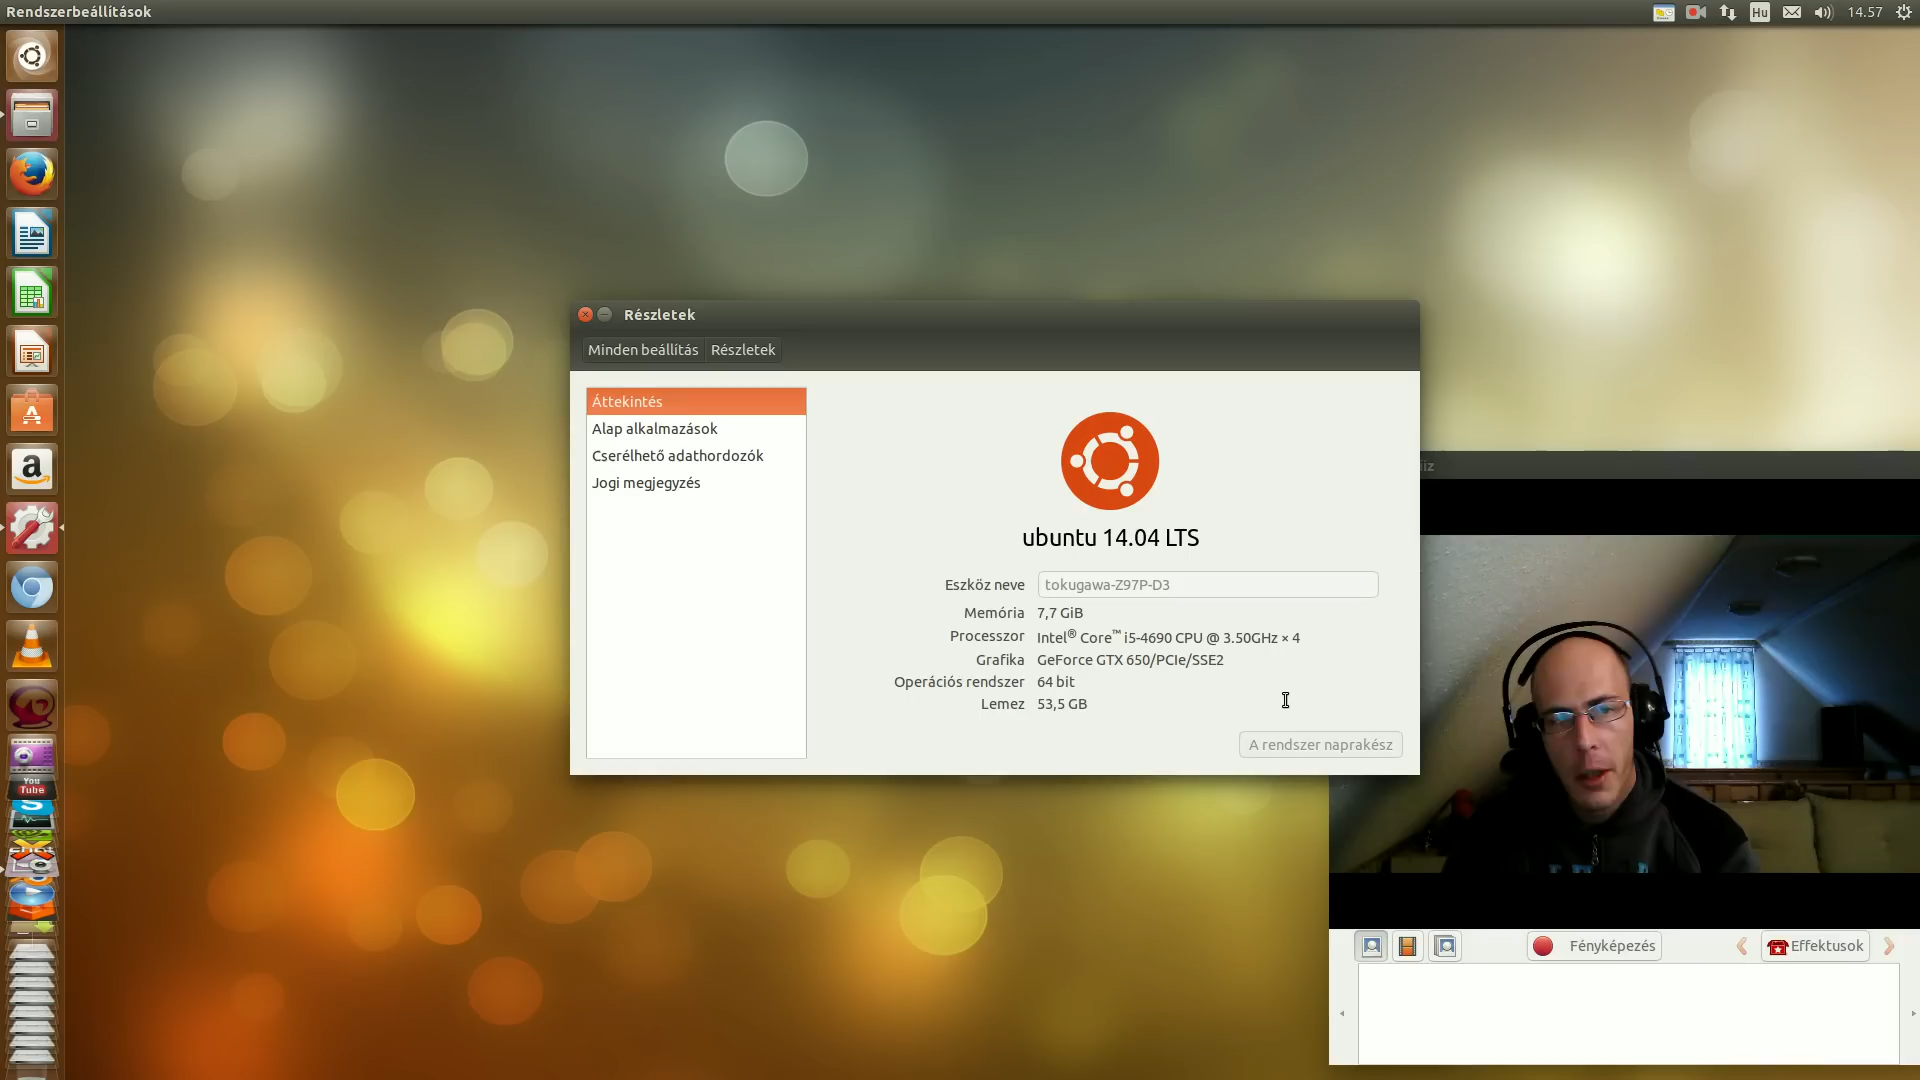 Rendszerbeállítások
Hu
14.57
Részletek
Minden beállítás
Részletek
Áttekintés
Alap alkalmazások
Cserélhető adathordozók
Jogi megjegyzés
ubuntu 14.04 LTS
Eszköz neve tokugawa-Z97P-D3
Memória 7,7 GiB
Processzor Intel® Core™ i5-4690 CPU @ 3.50GHz × 4
Grafika GeForce GTX 650/PCIe/SSE2
Operációs rendszer 64 bit
Lemez 53,5 GB
A rendszer naprakész
You
Tube
Fényképezés
Effektusok